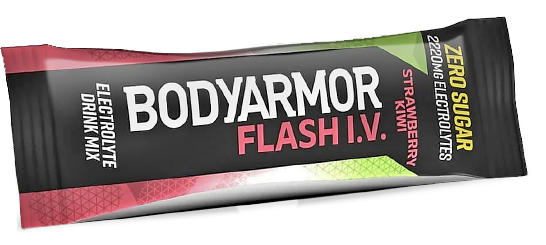 ELECTROLYTE
DRINK MIX
BODYARMOR
FLASH I.V.
STRAWBERRY
KIWI
ZERO SUGAR
2220MG ELECTROLYTES